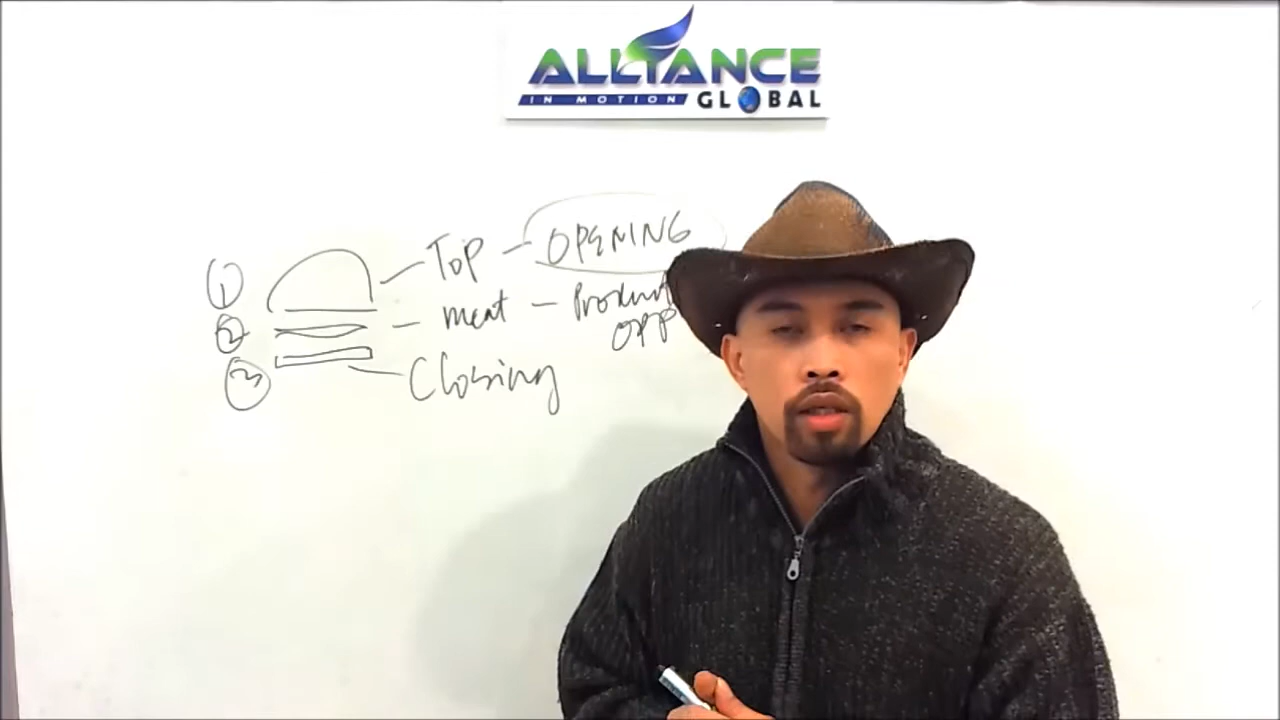 ALLIANCE
IN MOTION GLOBAL
1 TOP - OPENING
2 meat - Product
OPP
3 Closing